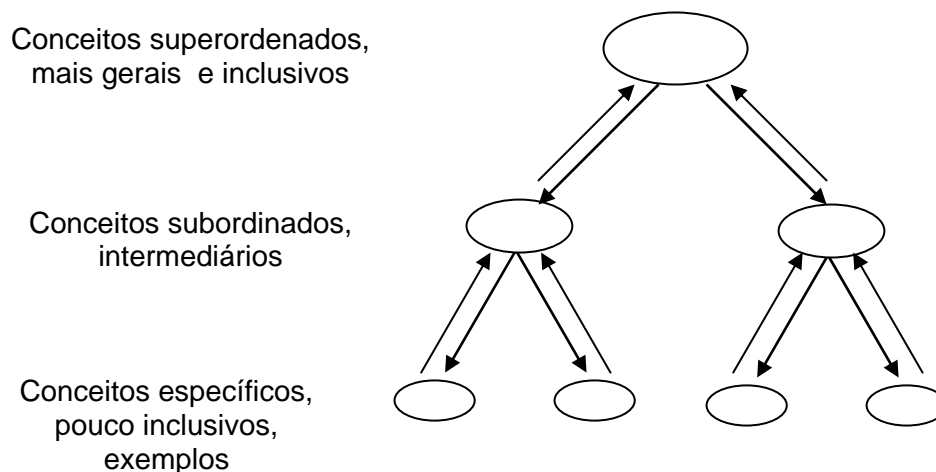 Conceitos superordenados,
mais gerais e inclusivos
Conceitos subordinados,
intermediários
Conceitos específicos,
pouco inclusivos,
exemplos